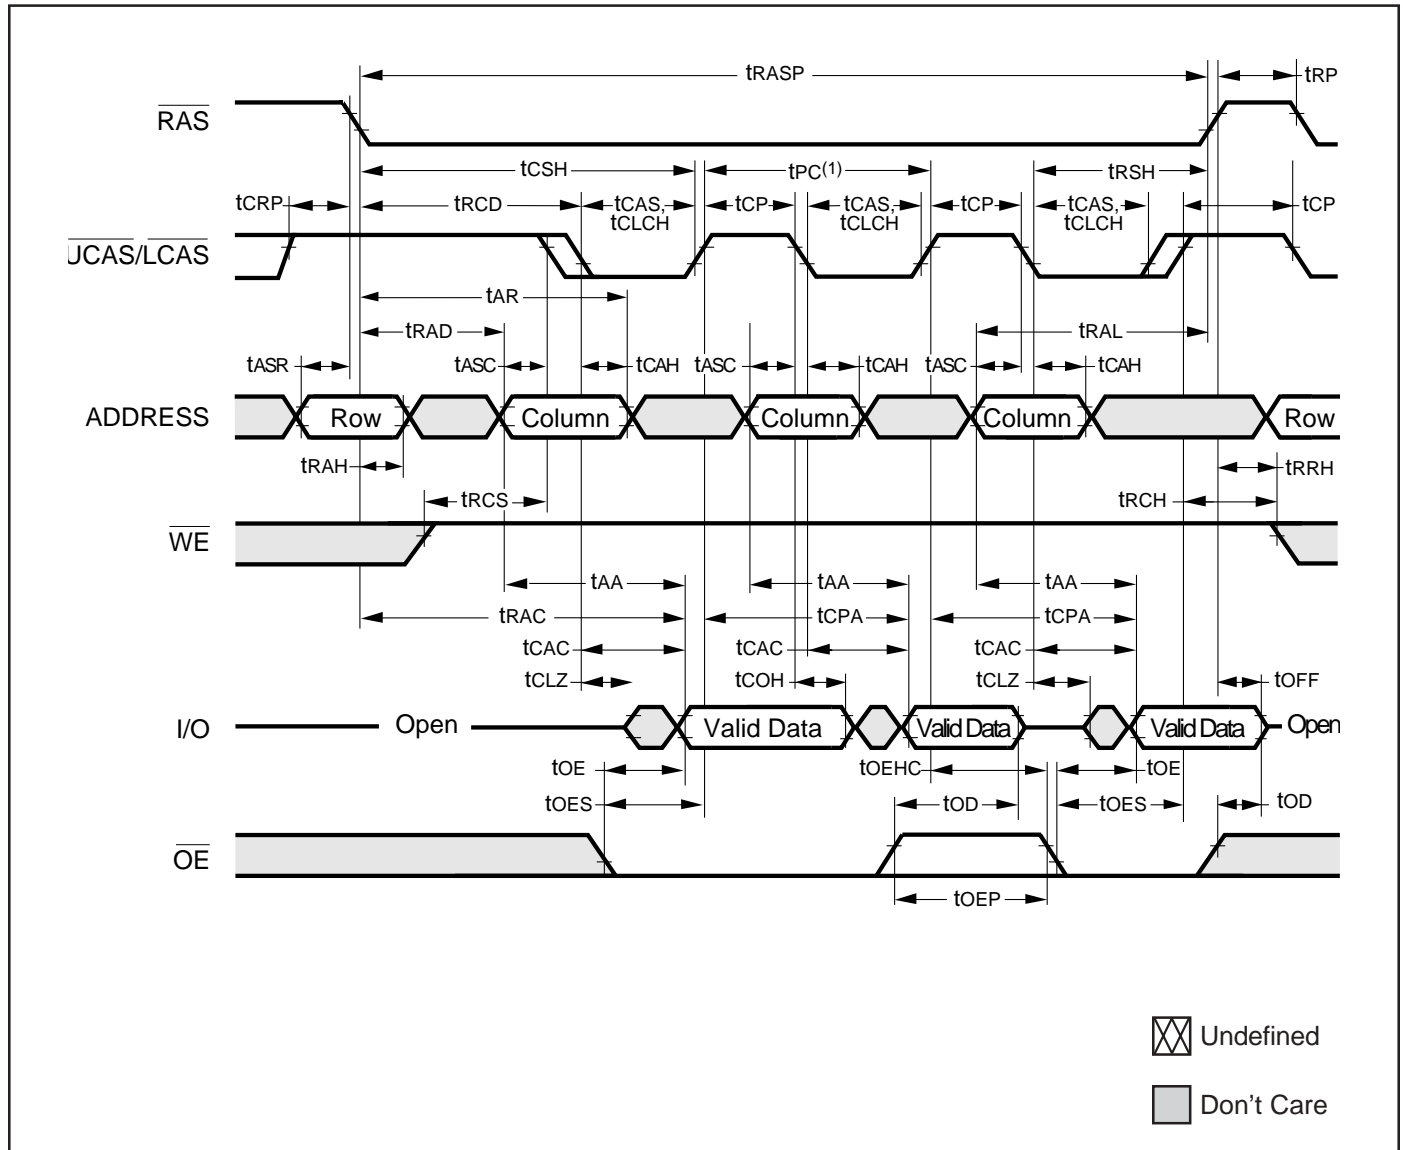 tRASP tRP
RAS
tCSH tPC(1) tRSH
tCRP tRCD tCAS, tCLCH tCP tCAS, tCLCH tCP tCAS, tCLCH tCP
UCAS/LCAS
tAR
tRAD tRAL
tASR tASC tCAH tASC tCAH tASC tCAH
ADDRESS Row Column Column Column Row
tRAH tRRH
tRCS tRCH
WE
tAA tAA tAA
tRAC tCPA tCPA
tCAC tCAC tCAC
tCLZ tCOH tCLZ tOFF
I/O Open Valid Data Valid Data Valid Data Open
tOE tOEHC tOE
tOES tOD tOES tOD
OE
tOEP
Undefined
Don't Care